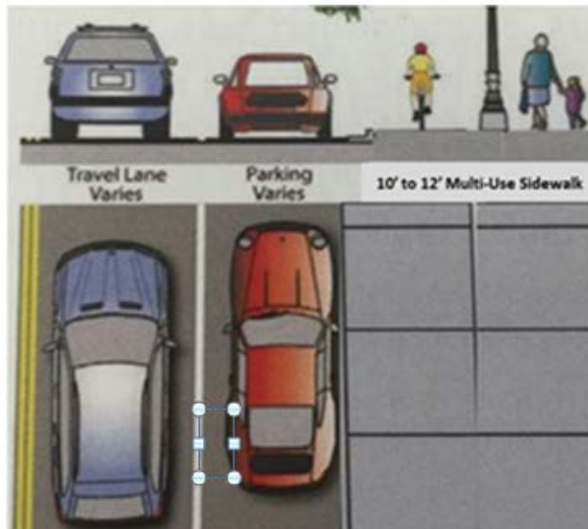 Travel Lane
Varies
Parking
Varies
10' to 12' Multi-Use Sidewalk